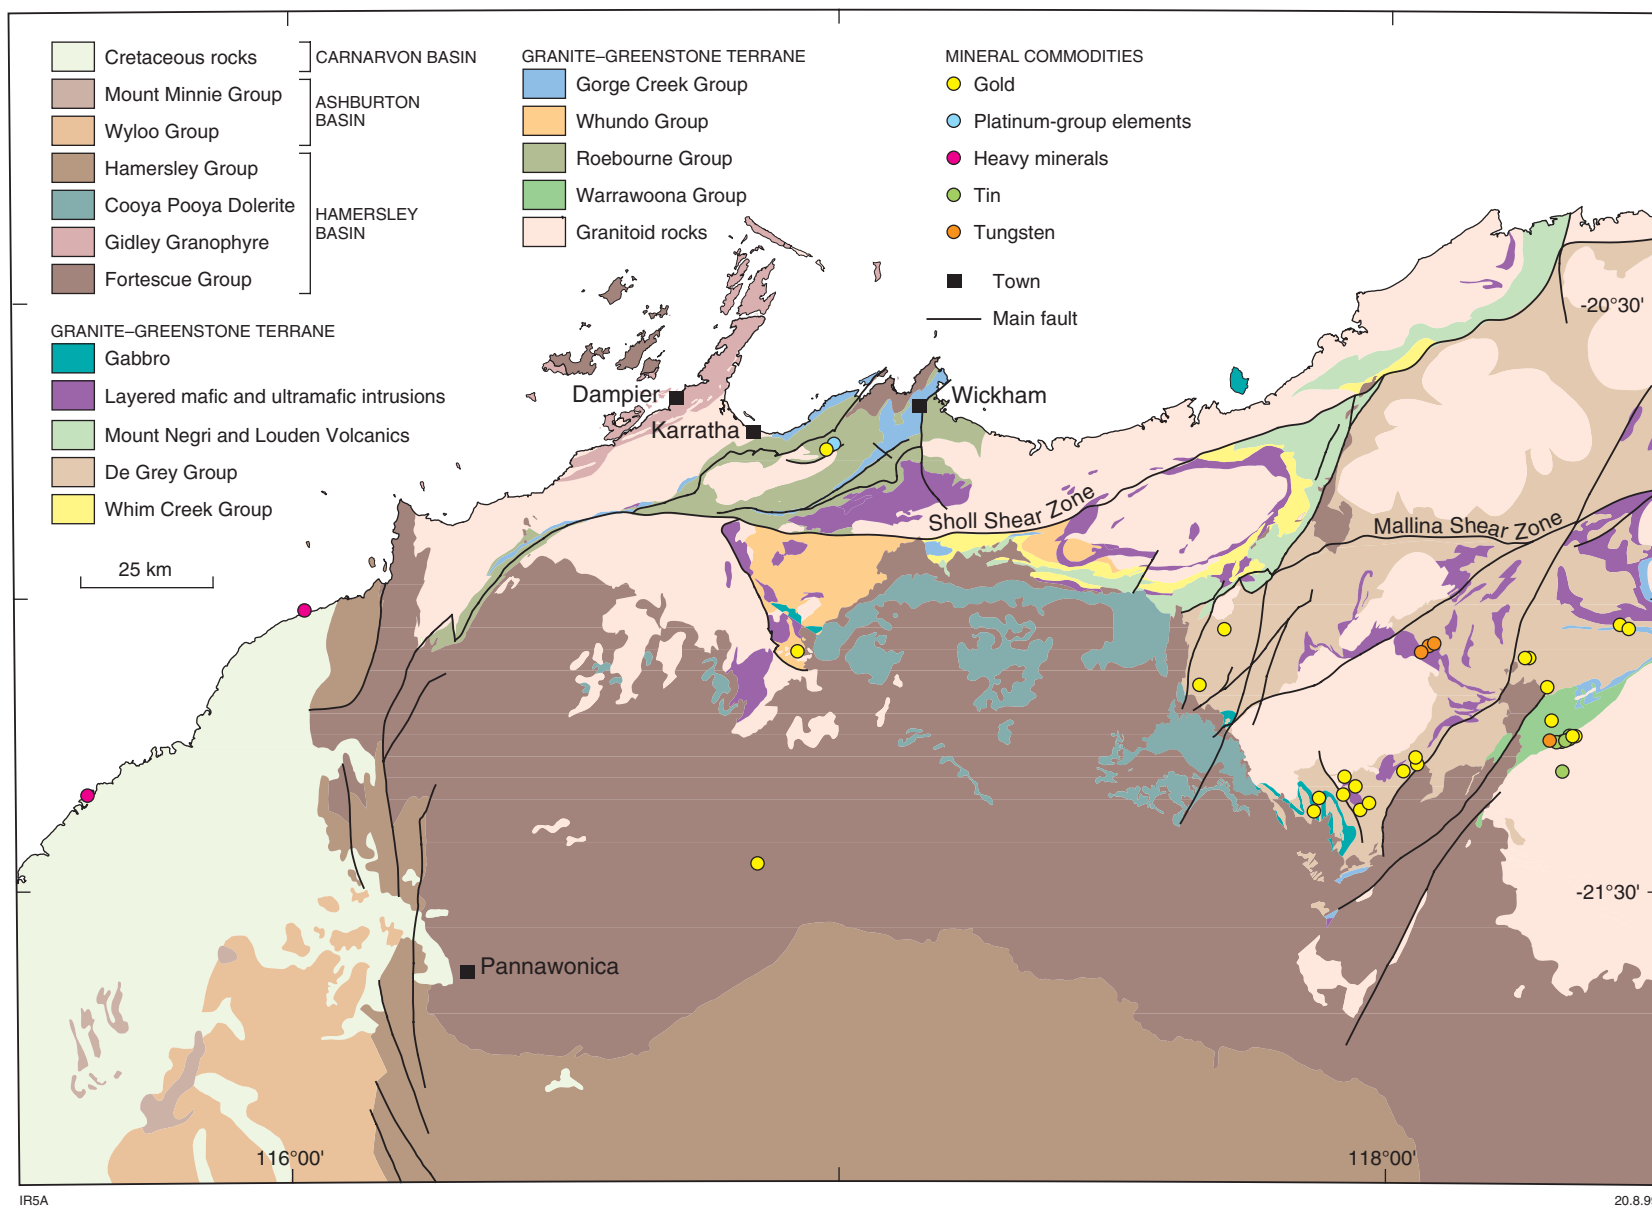 Cretaceous rocks
CARNARVON BASIN
Mount Minnie Group
Wyloo Group
ASHBURTON
BASIN
Hamersley Group
Cooya Pooya Dolerite
Gidley Granophyre
Fortescue Group
HAMERSLEY
BASIN
GRANITE–GREENSTONE TERRANE
Gabbro
Layered mafic and ultramafic intrusions
Mount Negri and Louden Volcanics
De Grey Group
Whim Creek Group
GRANITE–GREENSTONE TERRANE
Gorge Creek Group
Whundo Group
Roebourne Group
Warrawoona Group
Granitoid rocks
MINERAL COMMODITIES
Gold
Platinum-group elements
Heavy minerals
Tin
Tungsten
Town
Main fault
-20°30'
Dampier
Wickham
Karratha
Sholl Shear Zone
Mallina Shear Zone
25 km
-21°30'
Pannawonica
116°00'
118°00'
IR5A
20.8.9